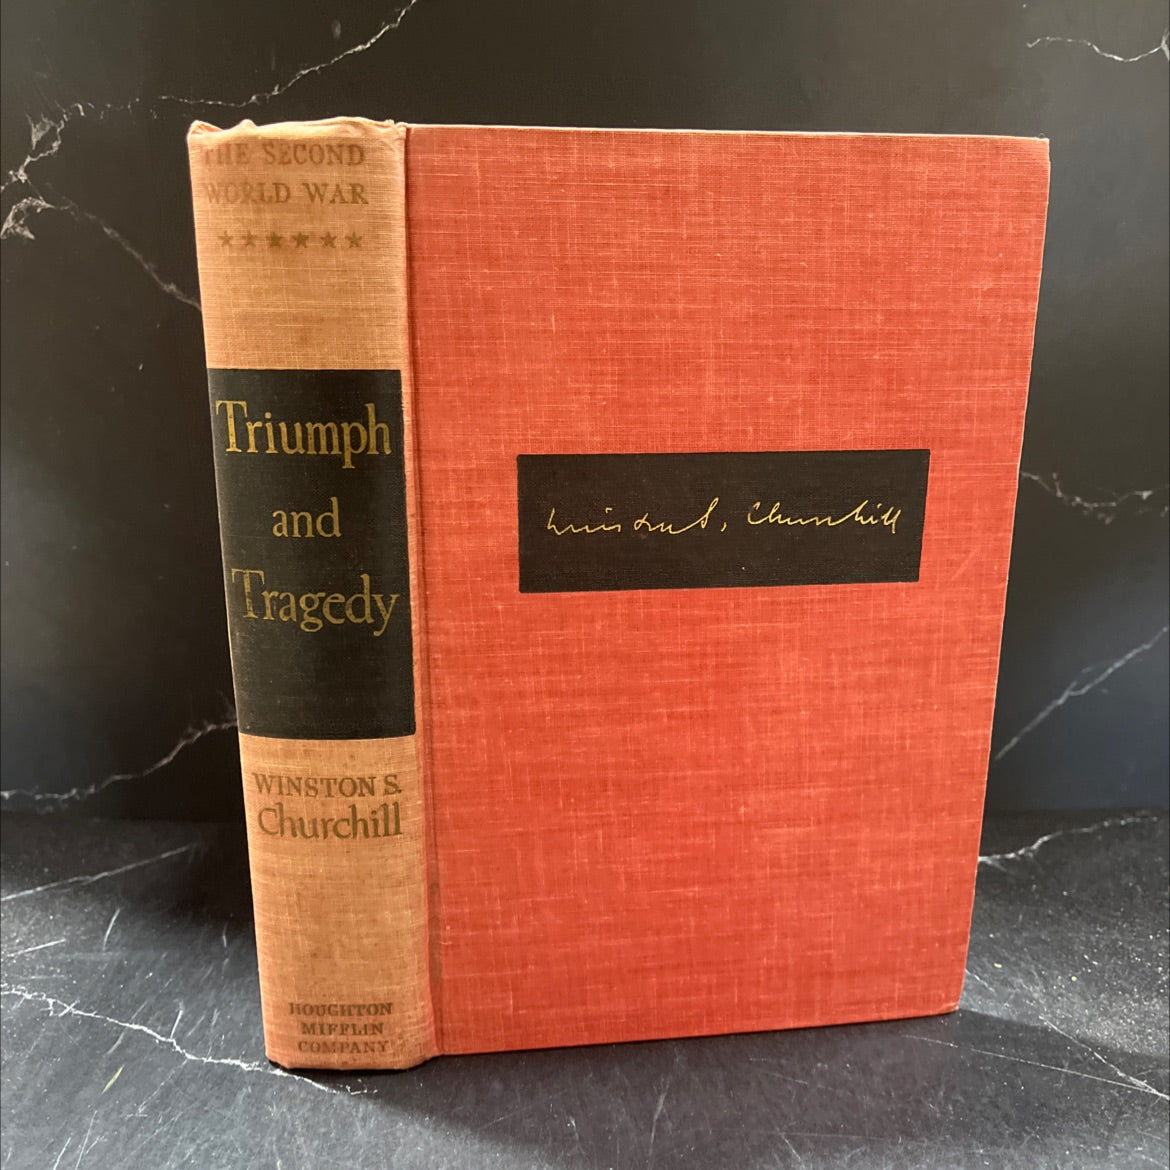 THE SECOND
WORLD WAR
★★★★★★
Triumph
and
Tragedy
WINSTON S.
Churchill
HOUGHTON
MIFFLIN
COMPANY
Winston S. Churchill